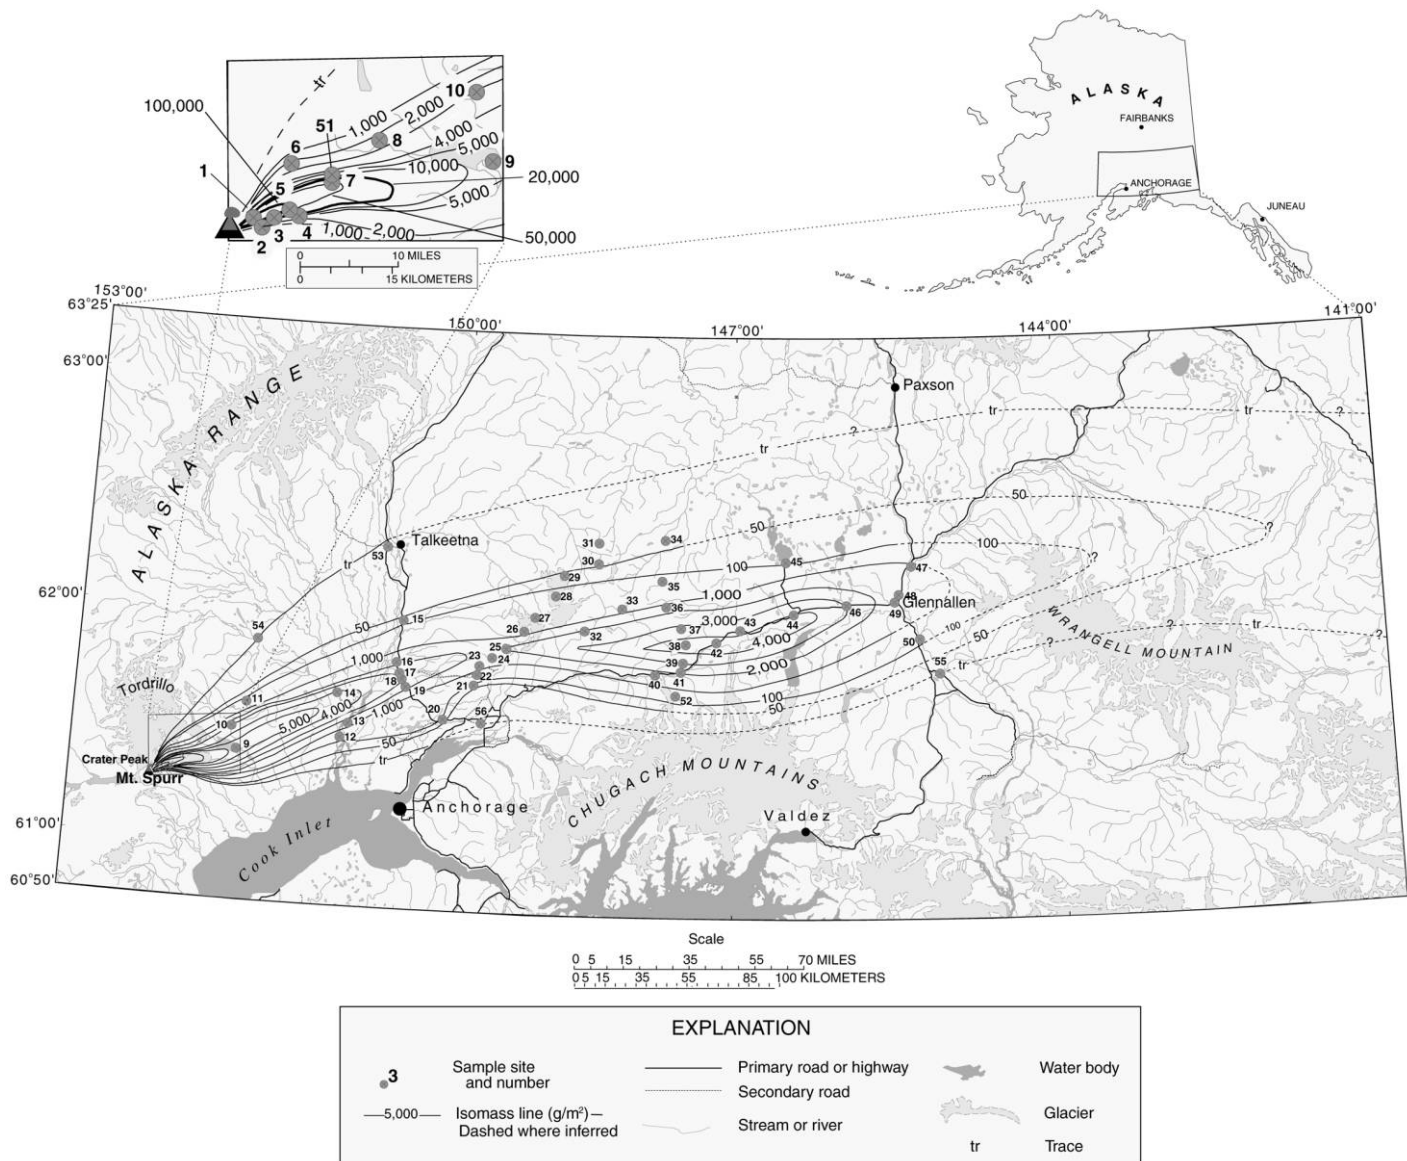 tr
100,000
1,000
2,000
10
51
4,000
6
8
5,000
10,000
9
1
5
7
20,000
5,000
2
3
4
1,000
2,000
50,000
0
10 MILES
0
15 KILOMETERS
ALASKA
FAIRBANKS
ANCHORAGE
JUNEAU
153°00'
63°25'
150°00'
147°00'
144°00'
141°00'
63°00'
62°00'
61°00'
60°50'
ALASKA RANGE
Paxson
tr
tr
?
?
tr
50
50
?
Talkeetna
53
tr
54
31
34
30
29
28
27
26
35
33
36
32
100
45
100
?
47
1,000
3,000
37
43
44
46
48
Glennallen
49
38
42
4,000
39
2,000
40
41
52
100
50
50
100
50
55
tr
?
?
tr
?
WRANGELL MOUNTAIN
50
15
1,000
16
17
18
19
23
25
24
22
21
20
56
Tordrillo
11
14
10
5,000
4,000
13
1,000
12
9
50
tr
Crater Peak
Mt. Spurr
Anchorage
Cook Inlet
CHUGACH MOUNTAINS
Valdez
Scale
0 5 15 35 55 70 MILES
0 5 15 35 55 85 100 KILOMETERS
EXPLANATION
3
Sample site
and number
5,000
Isomass line (g/m²) —
Dashed where inferred
Primary road or highway
Secondary road
Stream or river
Water body
Glacier
tr
Trace